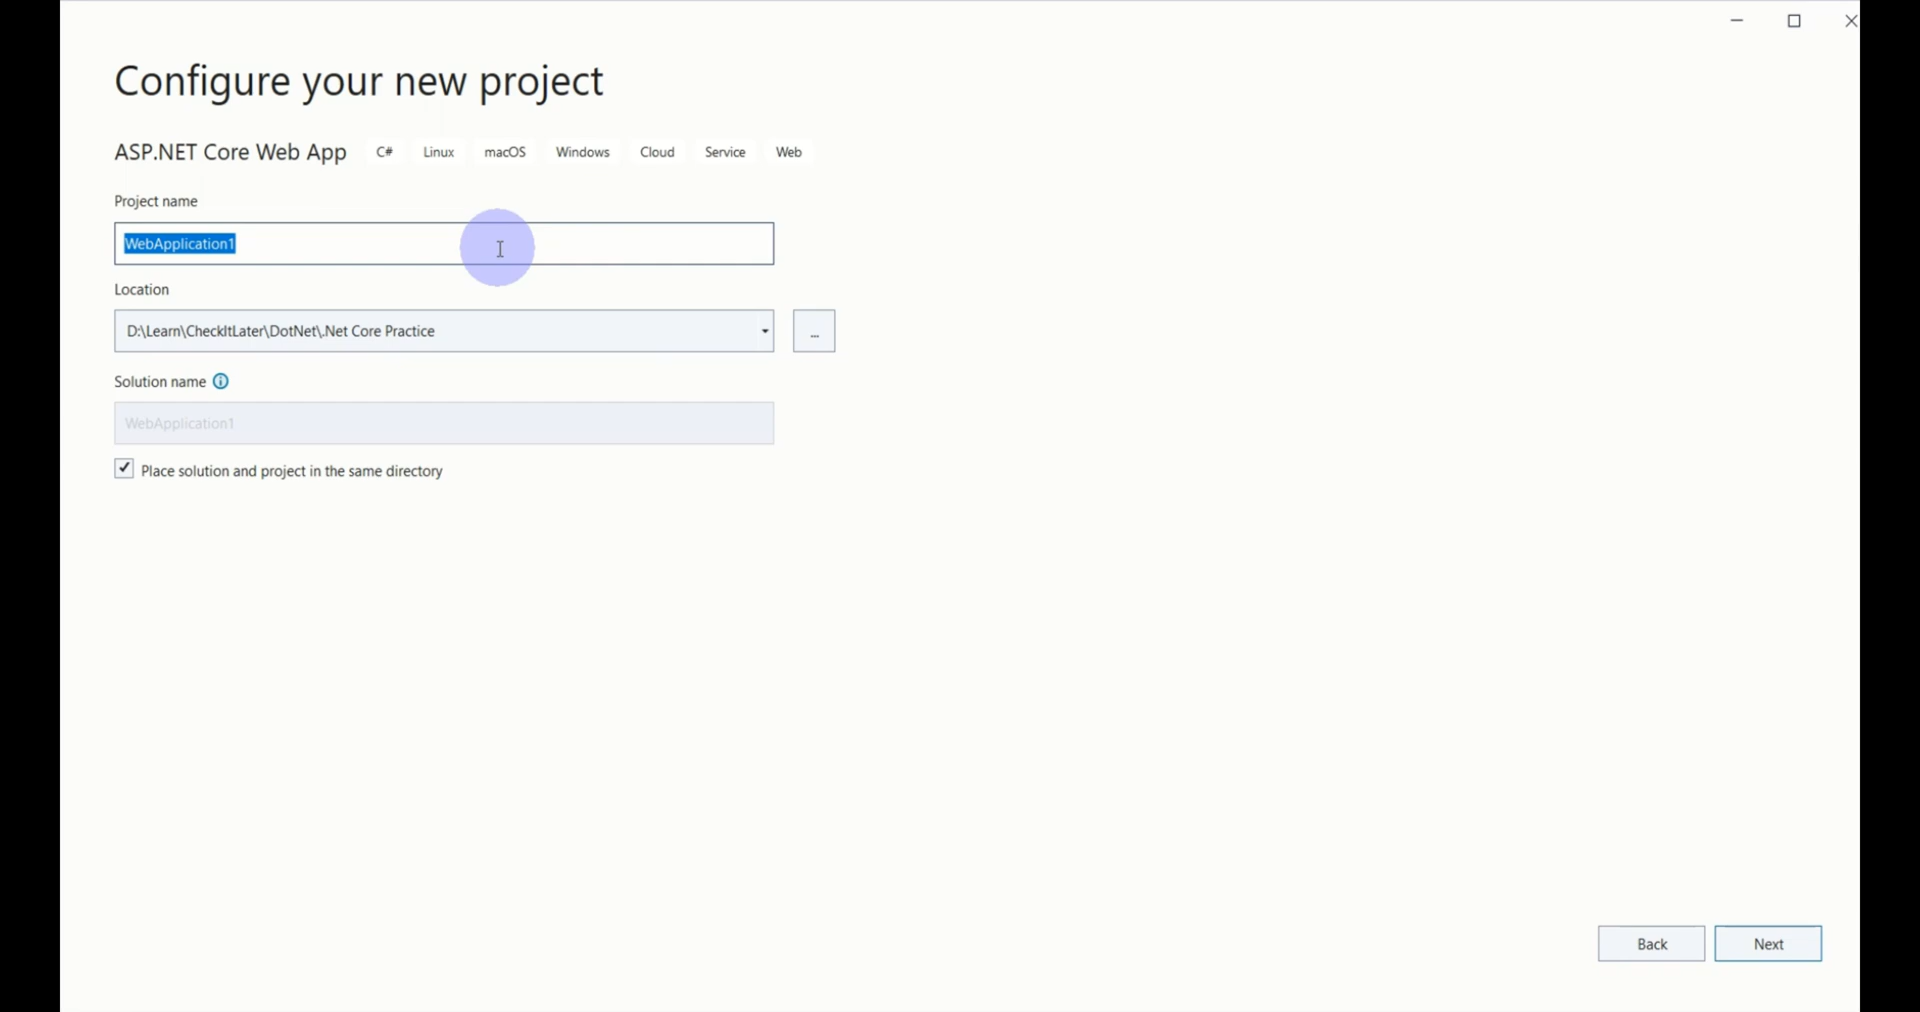 Configure your new project
ASP.NET Core Web App C# Linux macOS Windows Cloud Service Web
Project name
WebApplication1
Location
D:\Learn\CheckItLater\DotNet\.Net Core Practice
...
Solution name
WebApplication1
Place solution and project in the same directory
Back Next